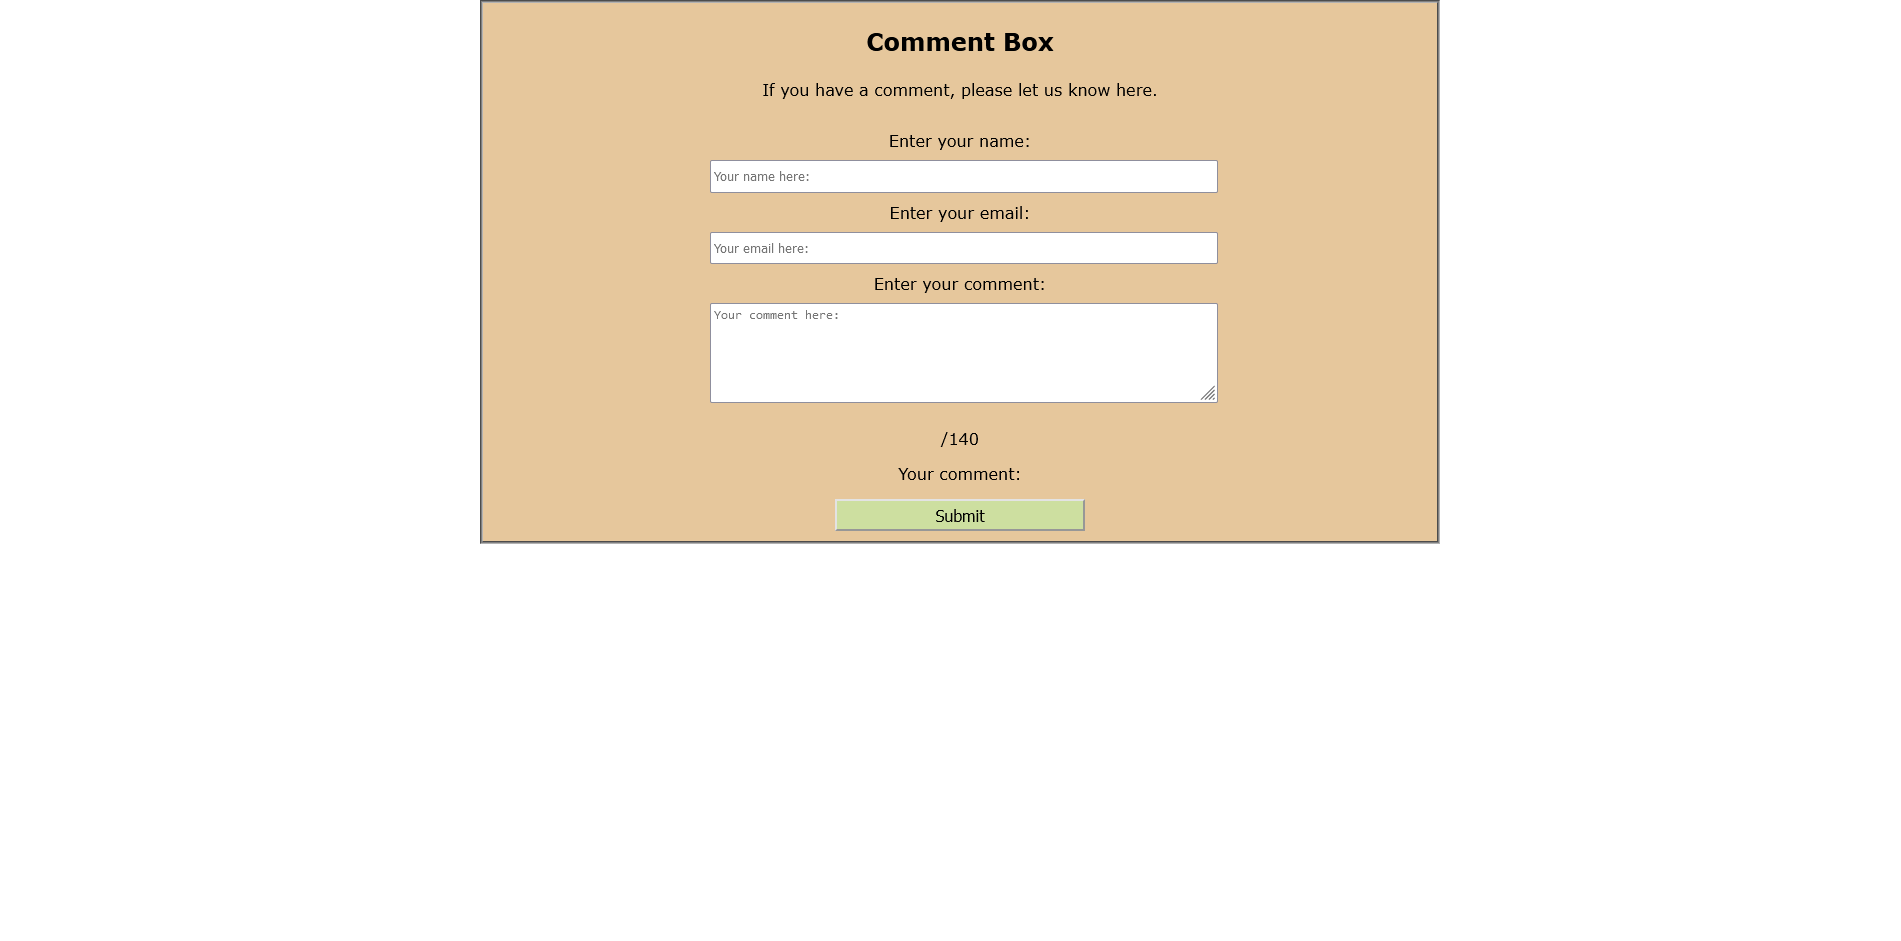 Comment Box
If you have a comment, please let us know here.
Enter your name:
Your name here:
Enter your email:
Your email here:
Enter your comment:
Your comment here:
/140
Your comment:
Submit